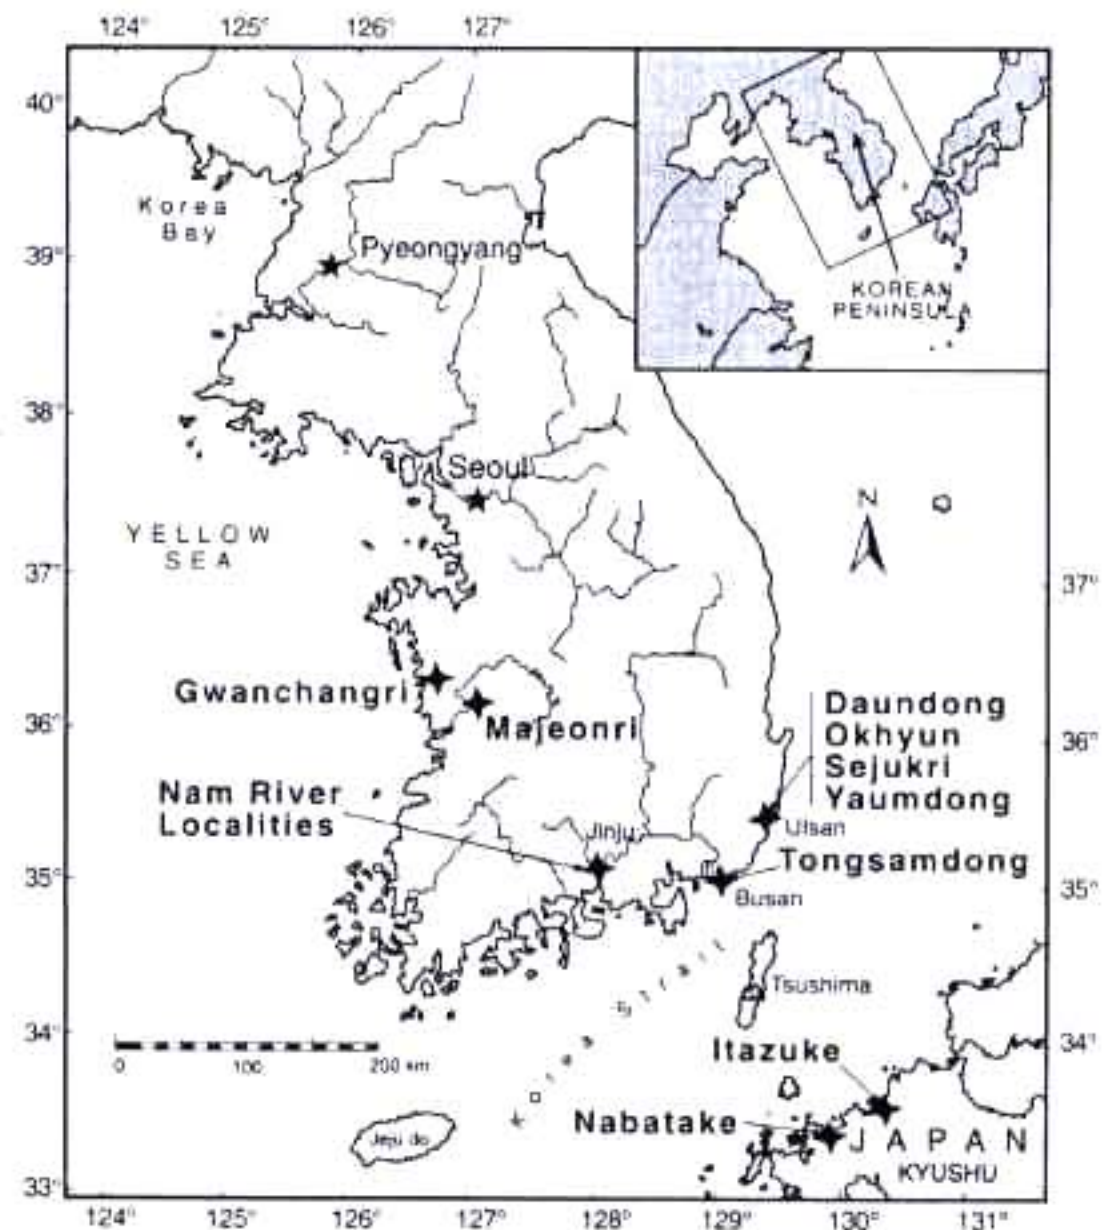 124° 125° 126° 127°
40°
39°
38°
37°
36°
35°
34°
33°
37°
36°
35°
34°
124° 125° 126° 127° 128° 129° 130° 131°
Korea
Bay
Pyeongyang
KOREAN
PENINSULA
Seoul
YELLOW
SEA
N
Gwanchangri
Majeonri
Daundong
Okhyun
Sejukri
Yaumdong
Ulsan
Nam River
Localities
Jinju
Tongsamdong
Busan
Korea Strait
Tsushima
0 100 200 km
Itazuke
Nabatake
JAPAN
KYUSHU
Jeju do